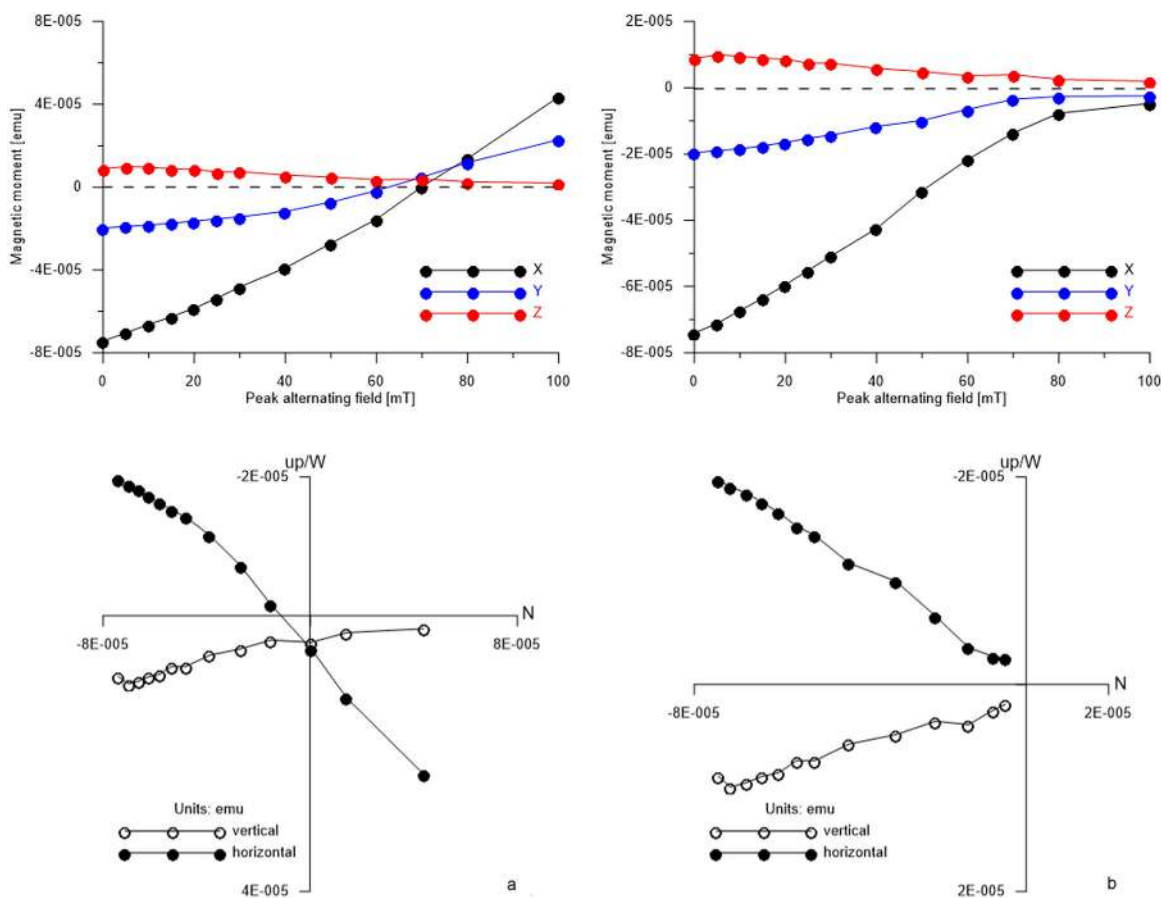 8E-005
4E-005
0
-4E-005
-8E-005
Magnetic moment [emu]
0 20 40 60 80 100
Peak alternating field [mT]
X
Y
Z
2E-005
0
-2E-005
-4E-005
-6E-005
-8E-005
Magnetic moment [emu]
0 20 40 60 80 100
Peak alternating field [mT]
X
Y
Z
up/W
-2E-005
N
-8E-005
8E-005
4E-005
Units: emu
vertical
horizontal
a
up/W
-2E-005
N
-8E-005
2E-005
2E-005
Units: emu
vertical
horizontal
b